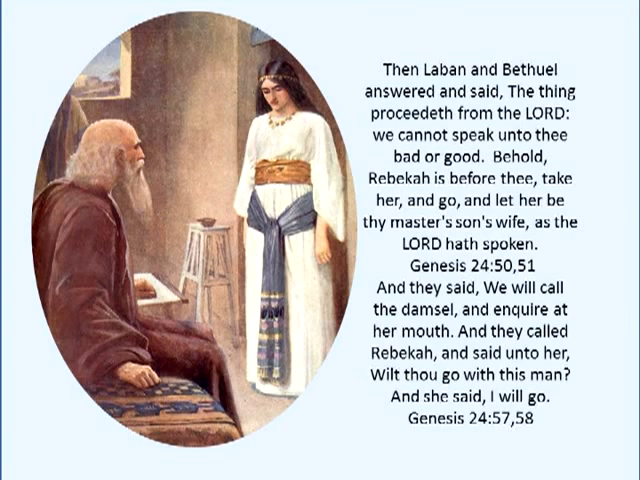 Then Laban and Bethuel
answered and said, The thing
proceedeth from the LORD:
we cannot speak unto thee
bad or good. Behold,
Rebekah is before thee, take
her, and go, and let her be
thy master's son's wife, as the
LORD hath spoken.
Genesis 24:50,51
And they said, We will call
the damsel, and enquire at
her mouth. And they called
Rebekah, and said unto her,
Wilt thou go with this man?
And she said, I will go.
Genesis 24:57,58